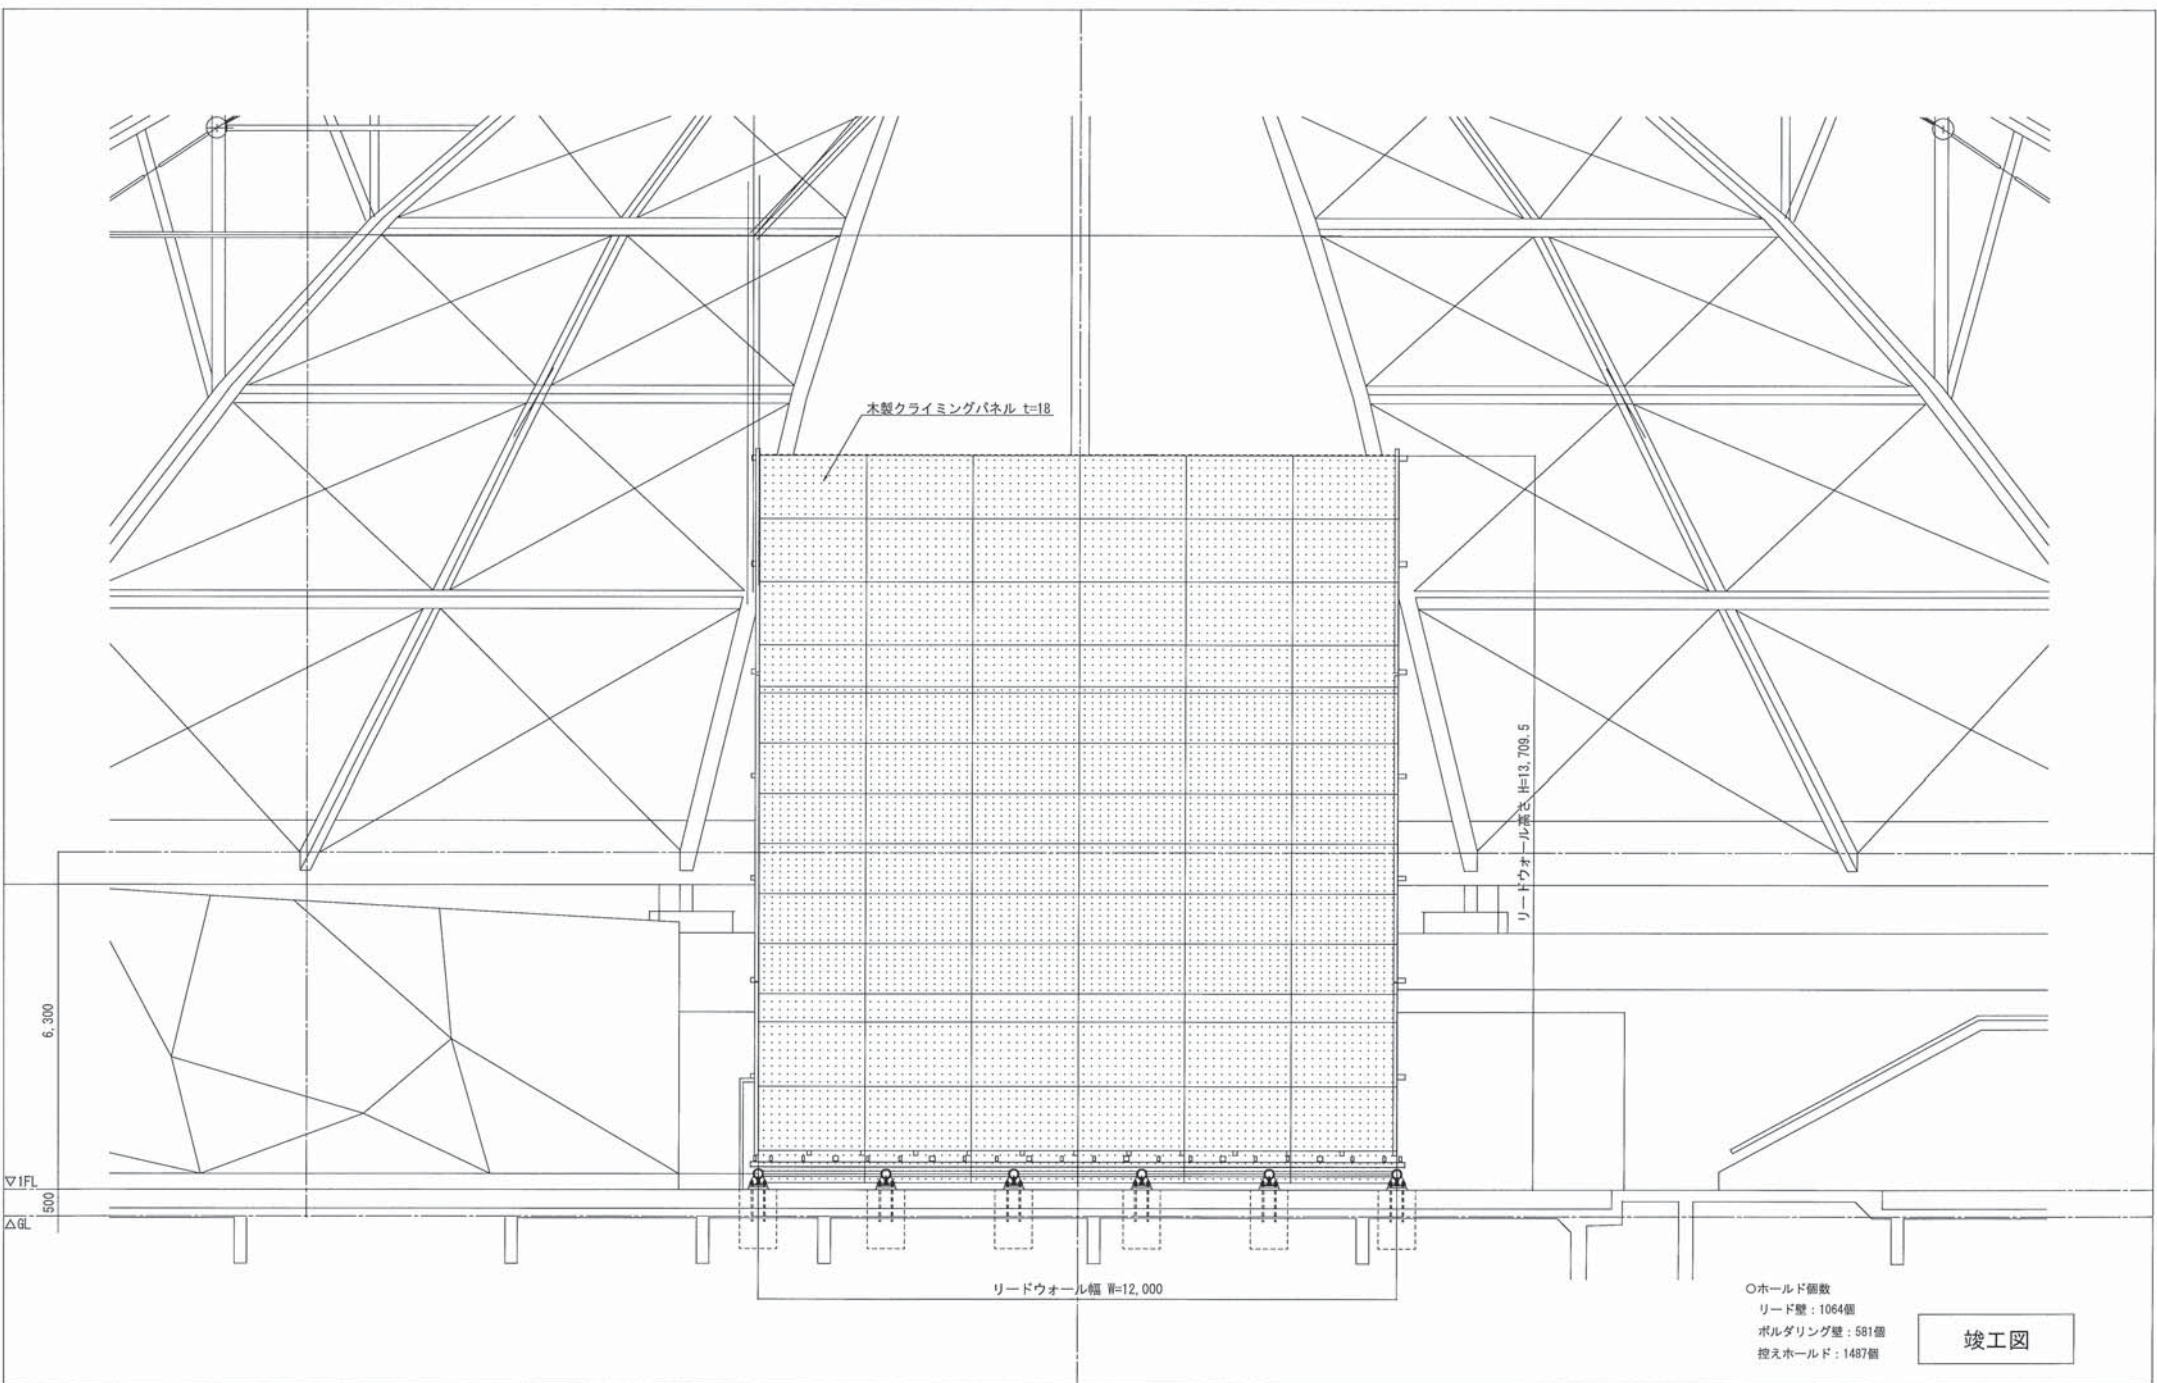 木製クライミングパネル t=18
リードウォール高さ H=13,709.5
6,300
▽1FL
500
△GL
リードウォール幅 W=12,000
○ホールド個数
リード壁：1064個
ボルダリング壁：581個
控えホールド：1487個
竣工図